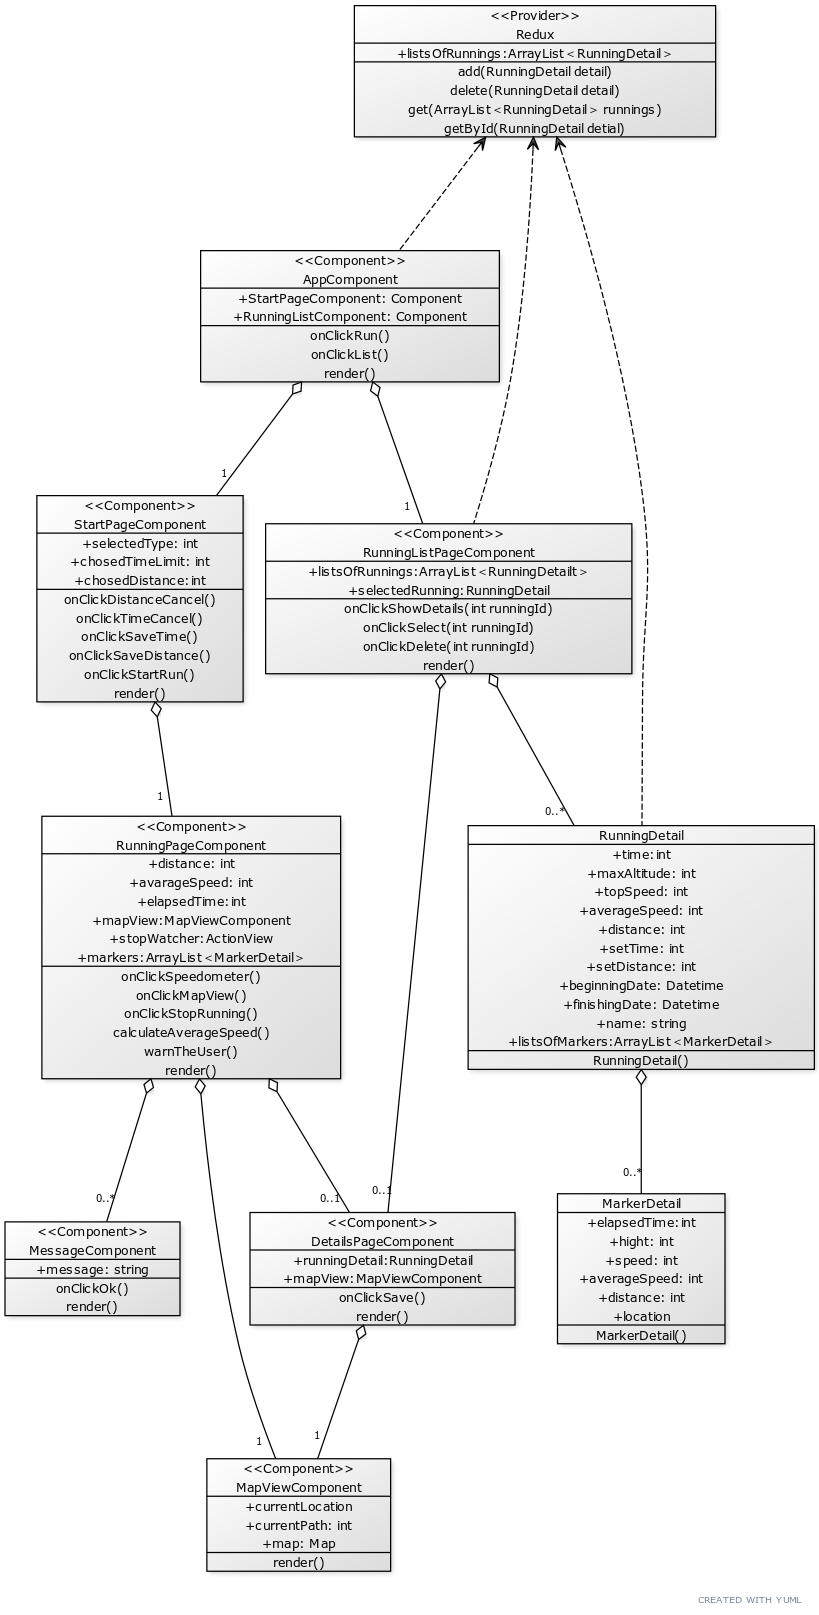 <<Provider>>
Redux
+listsOfRunnings:ArrayList<RunningDetail>
add(RunningDetail detail)
delete(RunningDetail detail)
get(ArrayList<RunningDetail> runnings)
getById(RunningDetail detial)
<<Component>>
AppComponent
+StartPageComponent: Component
+RunningListComponent: Component
onClickRun()
onClickList()
render()
1
1
<<Component>>
StartPageComponent
+selectedType: int
+chosedTimeLimit: int
+chosedDistance:int
onClickDistanceCancel()
onClickTimeCancel()
onClickSaveTime()
onClickSaveDistance()
onClickStartRun()
render()
<<Component>>
RunningListPageComponent
+listsOfRunnings:ArrayList<RunningDetailt>
+selectedRunning:RunningDetail
onClickShowDetails(int runningId)
onClickSelect(int runningId)
onClickDelete(int runningId)
render()
1
0..*
<<Component>>
RunningPageComponent
+distance: int
+avarageSpeed: int
+elapsedTime:int
+mapView:MapViewComponent
+stopWatcher:ActionView
+markers:ArrayList<MarkerDetail>
onClickSpeedometer()
onClickMapView()
onClickStopRunning()
calculateAverageSpeed()
warnTheUser()
render()
RunningDetail
+time:int
+maxAltitude: int
+topSpeed: int
+averageSpeed: int
+distance: int
+setTime: int
+setDistance: int
+beginningDate: Datetime
+finishingDate: Datetime
+name: string
+listsOfMarkers:ArrayList<MarkerDetail>
RunningDetail()
0..*
0..1
0..1
0..*
<<Component>>
MessageComponent
+message: string
onClickOk()
render()
<<Component>>
DetailsPageComponent
+runningDetail:RunningDetail
+mapView:MapViewComponent
onClickSave()
render()
MarkerDetail
+elapsedTime:int
+hight: int
+speed: int
+averageSpeed: int
+distance: int
+location
MarkerDetail()
1
1
<<Component>>
MapViewComponent
+currentLocation
+currentPath: int
+map: Map
render()
CREATED WITH YUML